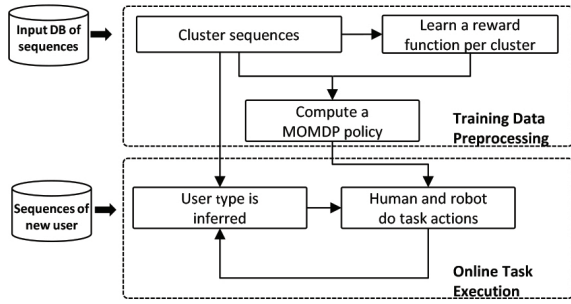 Input DB of
sequences
Cluster sequences
Learn a reward
function per cluster
Compute a
MOMDP policy
Training Data
Preprocessing
Sequences of
new user
User type is
inferred
Human and robot
do task actions
Online Task
Execution